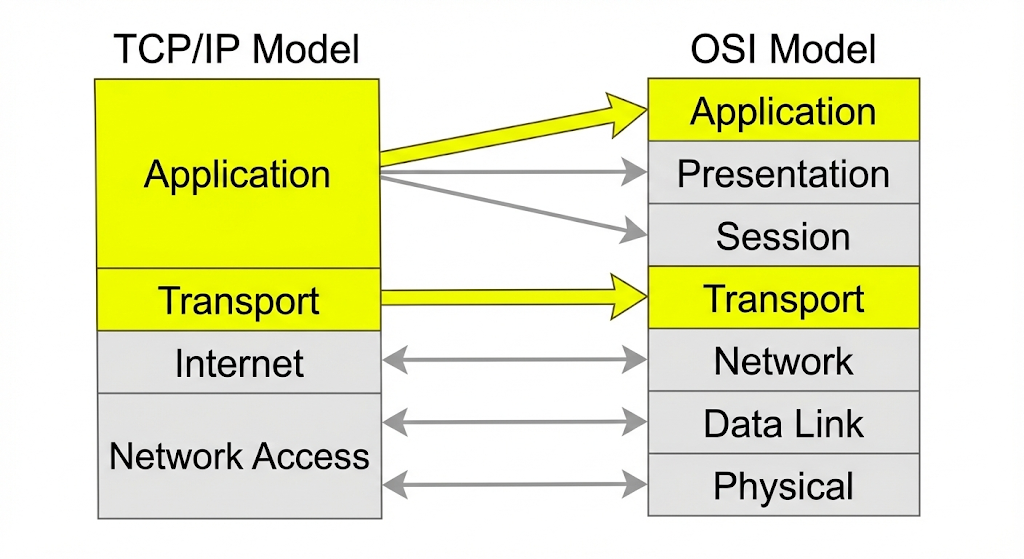 TCP/IP Model
Application
Transport
Internet
Network Access
OSI Model
Application
Presentation
Session
Transport
Network
Data Link
Physical